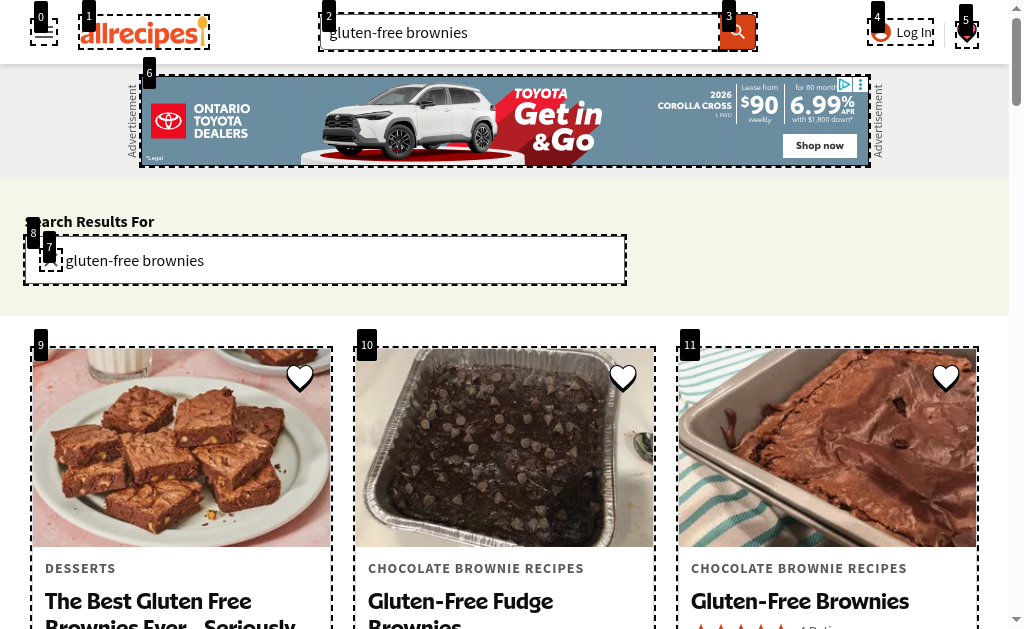 allrecipes
gluten-free brownies
Log In
Advertisement
ONTARIO
TOYOTA
DEALERS
*Legal
TOYOTA
Get in
&Go
2026
COROLLA CROSS
L FWD
Lease from
$90
weekly
for 60 months
6.99%
APR
with $1,800 down*
Shop now
Advertisement
Search Results For
gluten-free brownies
0
1
2
3
4
5
6
7
8
9
10
11
DESSERTS
The Best Gluten Free
Brownies Ever - Seriously
CHOCOLATE BROWNIE RECIPES
Gluten-Free Fudge
Brownies
CHOCOLATE BROWNIE RECIPES
Gluten-Free Brownies